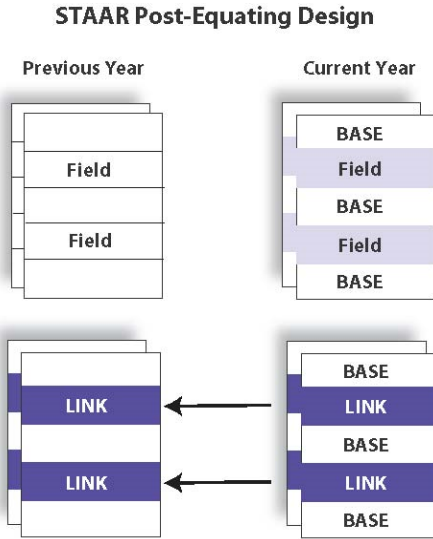 STAAR Post-Equating Design
Previous Year
Current Year
Field
Field
BASE
Field
BASE
Field
BASE
LINK
LINK
BASE
LINK
BASE
LINK
BASE